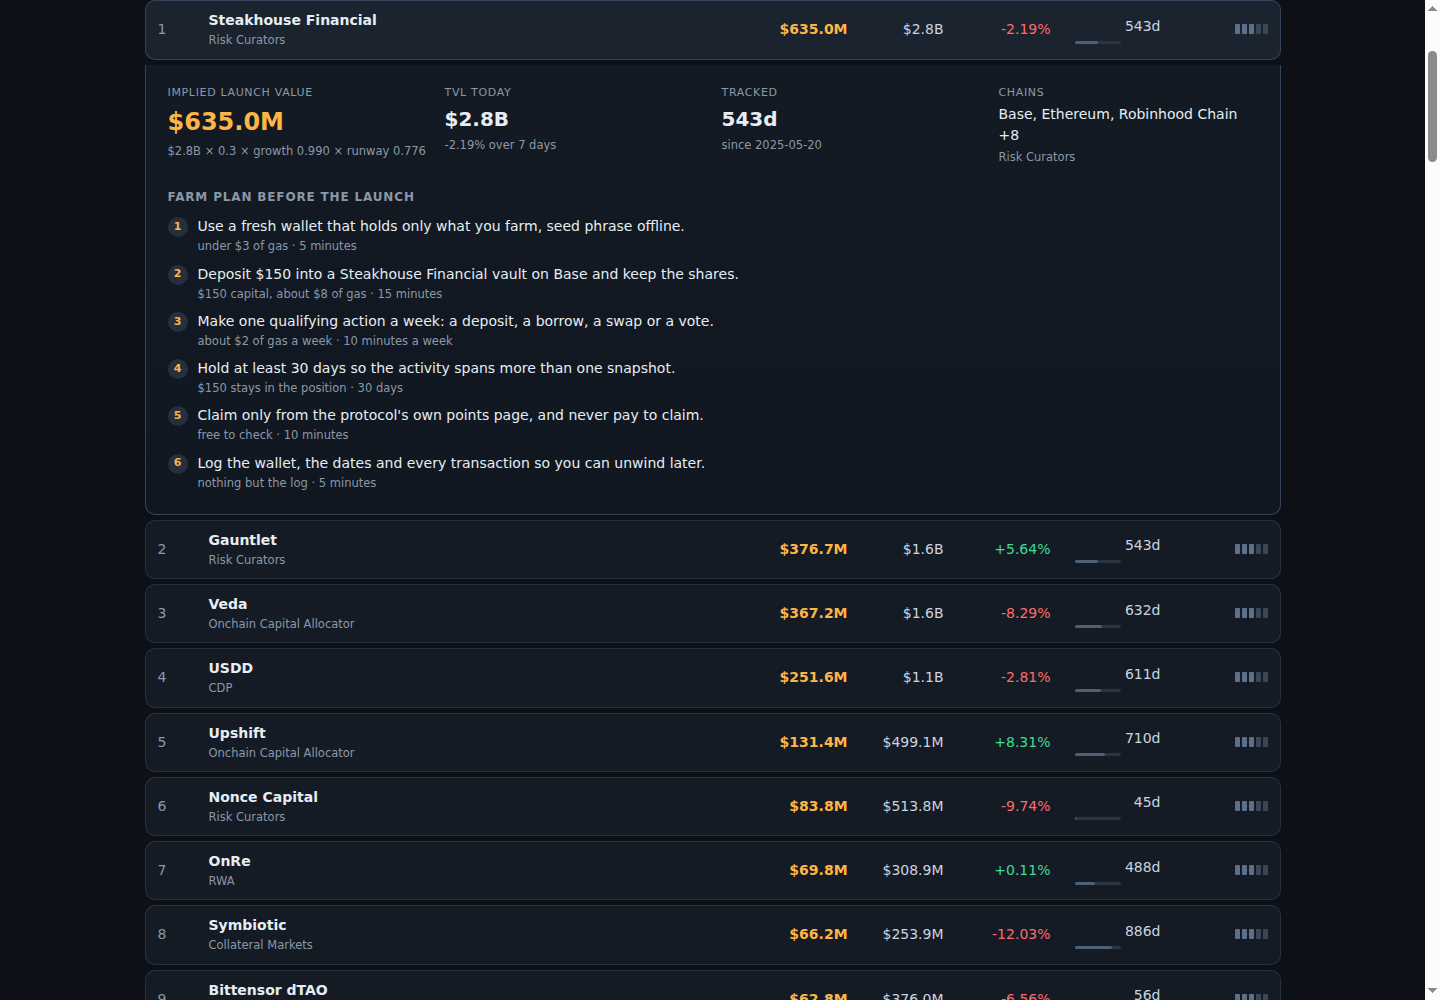 1
Steakhouse Financial
Risk Curators
$635.0M
$2.8B
-2.19%
543d
IMPLIED LAUNCH VALUE
$635.0M
$2.8B × 0.3 × growth 0.990 × runway 0.776
TVL TODAY
$2.8B
-2.19% over 7 days
TRACKED
543d
since 2025-05-20
CHAINS
Base, Ethereum, Robinhood Chain
+8
Risk Curators
FARM PLAN BEFORE THE LAUNCH
1
Use a fresh wallet that holds only what you farm, seed phrase offline.
under $3 of gas · 5 minutes
2
Deposit $150 into a Steakhouse Financial vault on Base and keep the shares.
$150 capital, about $8 of gas · 15 minutes
3
Make one qualifying action a week: a deposit, a borrow, a swap or a vote.
about $2 of gas a week · 10 minutes a week
4
Hold at least 30 days so the activity spans more than one snapshot.
$150 stays in the position · 30 days
5
Claim only from the protocol's own points page, and never pay to claim.
free to check · 10 minutes
6
Log the wallet, the dates and every transaction so you can unwind later.
nothing but the log · 5 minutes
2
Gauntlet
Risk Curators
$376.7M
$1.6B
+5.64%
543d
3
Veda
Onchain Capital Allocator
$367.2M
$1.6B
-8.29%
632d
4
USDD
CDP
$251.6M
$1.1B
-2.81%
611d
5
Upshift
Onchain Capital Allocator
$131.4M
$499.1M
+8.31%
710d
6
Nonce Capital
Risk Curators
$83.8M
$513.8M
-9.74%
45d
7
OnRe
RWA
$69.8M
$308.9M
+0.11%
488d
8
Symbiotic
Collateral Markets
$66.2M
$253.9M
-12.03%
886d
9
Bittensor dTAO
$62.8M
$376.0M
-6.56%
56d